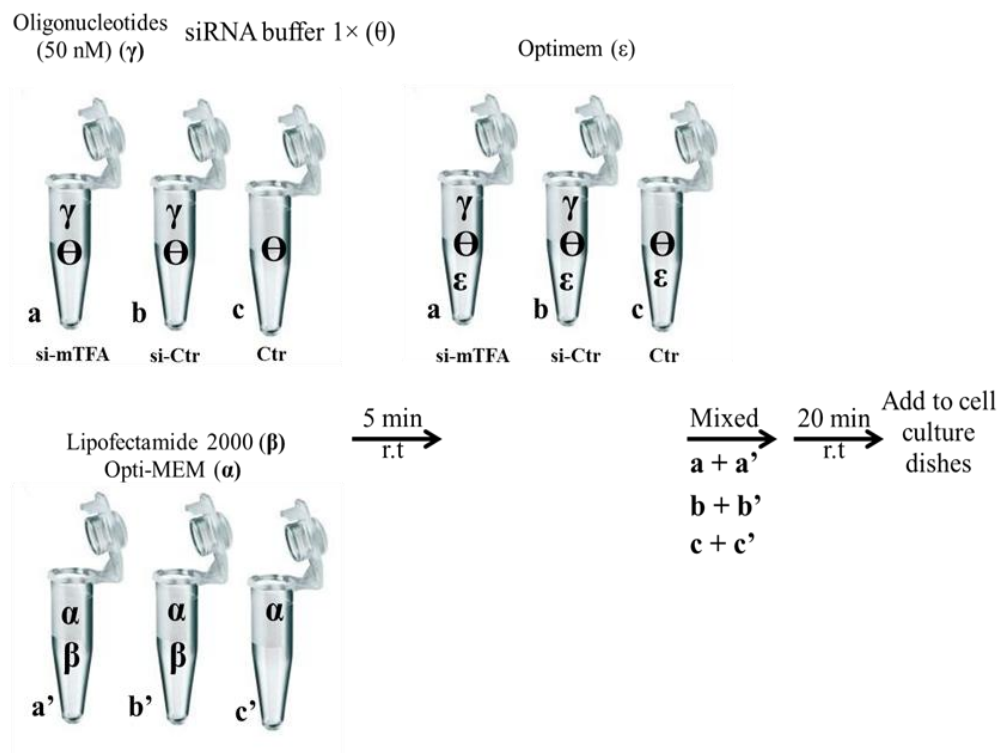 Oligonucleotides
(50 nM) (γ)
siRNA buffer 1× (θ)
Optimem (ε)
γ
Ө
a
si-mTFA
γ
Ө
b
si-Ctr
Ө
c
Ctr
γ
Ө
ε
a
si-mTFA
γ
Ө
ε
b
si-Ctr
Ө
ε
c
Ctr
Lipofectamide 2000 (β)
Opti-MEM (α)
α
β
a’
α
β
b’
α
c’
5 min
r.t
Mixed
a + a’
b + b’
c + c’
20 min
r.t
Add to cell
culture
dishes